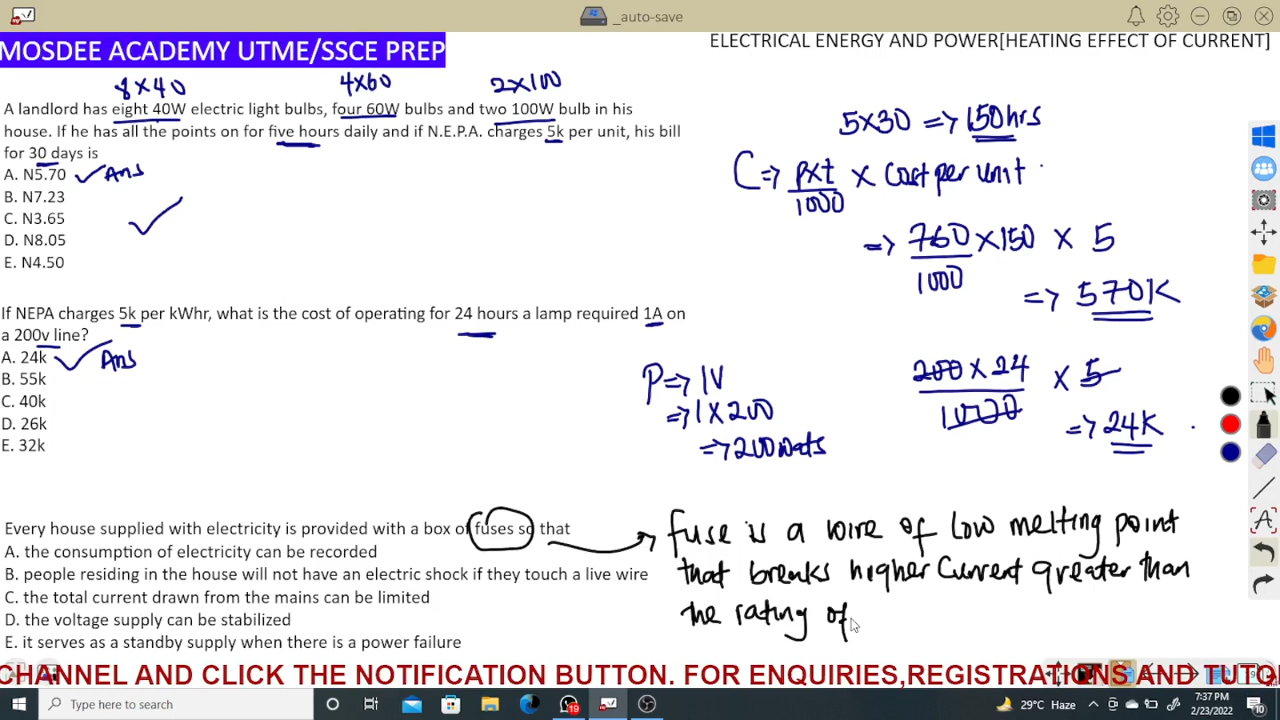 _auto-save
MOSDEE ACADEMY UTME/SSCE PREP
ELECTRICAL ENERGY AND POWER[HEATING EFFECT OF CURRENT]
8×40 4×60 2×100
A landlord has eight 40W electric light bulbs, four 60W bulbs and two 100W bulb in his
house. If he has all the points on for five hours daily and if N.E.P.A. charges 5k per unit, his bill
for 30 days is
A. N5.70 Ans
B. N7.23
C. N3.65
D. N8.05
E. N4.50
5×30 => 150hrs
C => p×t/1000 × Cost per unit
=> 760/1000 ×150 × 5
=> 570K
If NEPA charges 5k per kWhr, what is the cost of operating for 24 hours a lamp required 1A on
a 200v line?
A. 24k Ans
B. 55k
C. 40k
D. 26k
E. 32k
P => IV
=> 1×200
=> 200 watts
200×24/1000 × 5
=> 24K
Every house supplied with electricity is provided with a box of fuses so that
A. the consumption of electricity can be recorded
B. people residing in the house will not have an electric shock if they touch a live wire
C. the total current drawn from the mains can be limited
D. the voltage supply can be stabilized
E. it serves as a standby supply when there is a power failure
fuse is a wire of low melting point
that breaks higher Current greater than
the rating of
CHANNEL AND CLICK THE NOTIFICATION BUTTON. FOR ENQUIRIES,REGISTRATIONS AND TUTO
Type here to search
19
29°C Haze
7:37 PM
2/23/2022
10